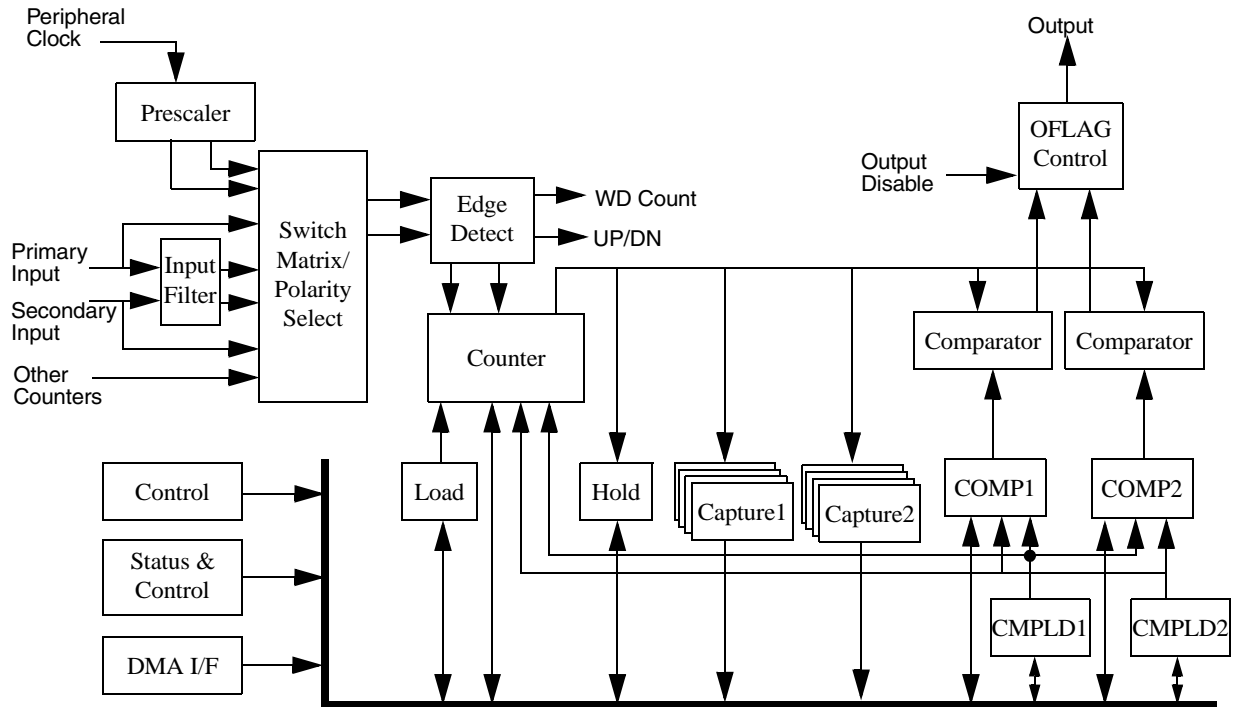 Peripheral
Clock
Prescaler
Primary
Input
Secondary
Input
Other
Counters
Input
Filter
Switch
Matrix/
Polarity
Select
Edge
Detect
WD Count
UP/DN
Counter
Output
OFLAG
Control
Output
Disable
Comparator
Comparator
Control
Status &
Control
DMA I/F
Load
Hold
Capture1
Capture2
COMP1
COMP2
CMPLD1
CMPLD2